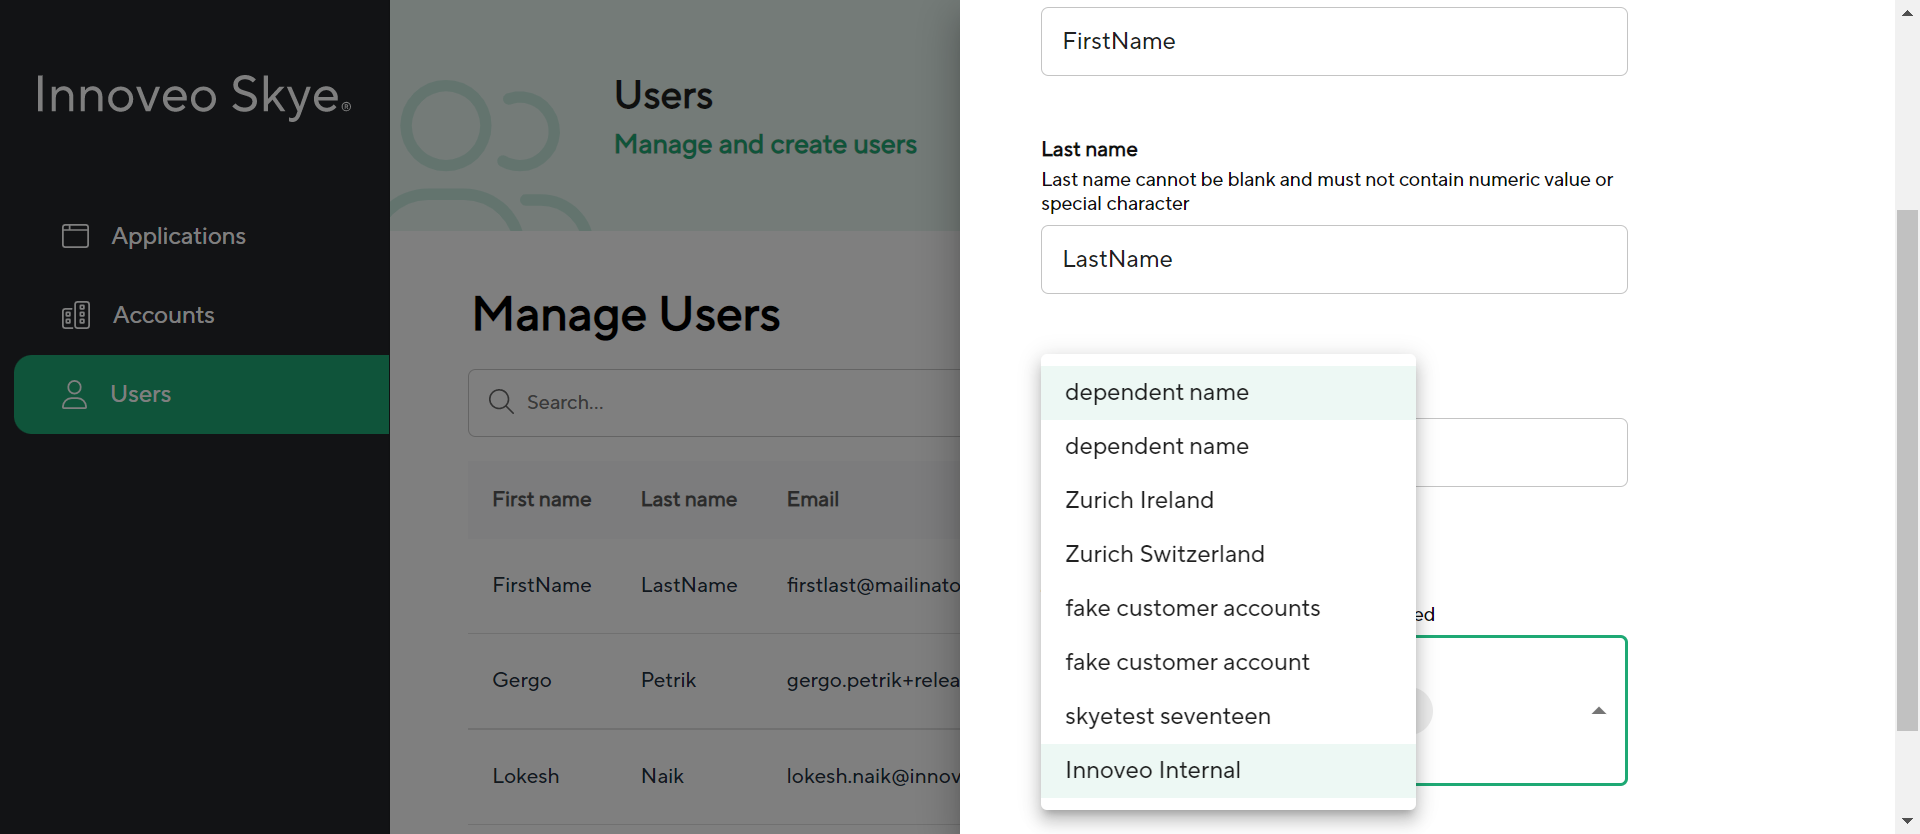 Innoveo Skye®
Applications
Accounts
Users
Users
Manage and create users
Manage Users
Search...
First name Last name Email
FirstName LastName firstlast@mailinato
Gergo Petrik gergo.petrik+relea
Lokesh Naik lokesh.naik@innov
FirstName
Last name
Last name cannot be blank and must not contain numeric value or
special character
LastName
dependent name
dependent name
Zurich Ireland
Zurich Switzerland
fake customer accounts
fake customer account
skyetest seventeen
Innoveo Internal
ed